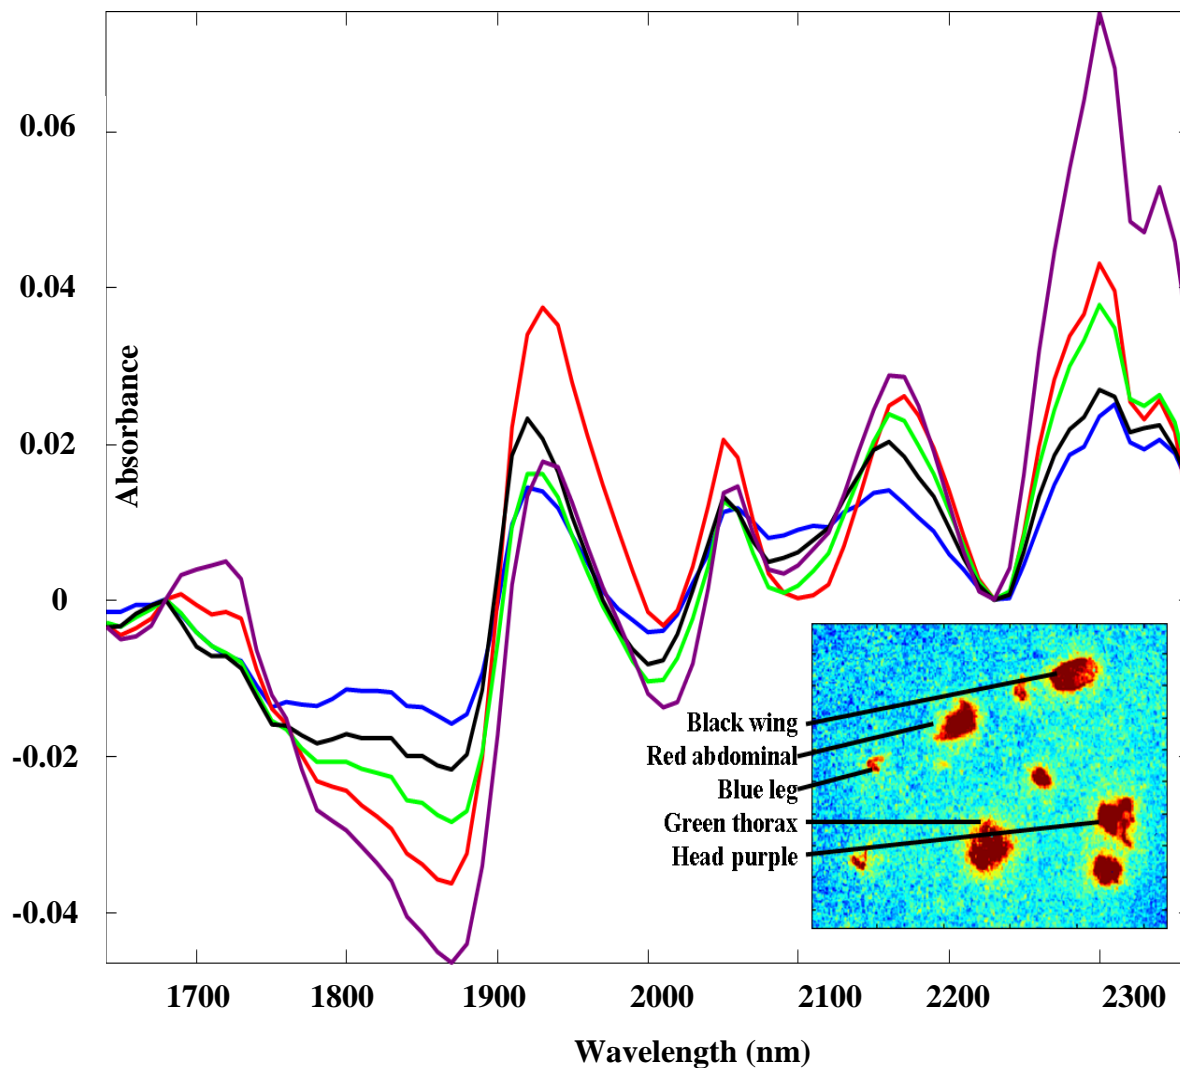 0.06
0.04
0.02
0
-0.02
-0.04
Absorbance
Black wing
Red abdominal
Blue leg
Green thorax
Head purple
1700 1800 1900 2000 2100 2200 2300
Wavelength (nm)